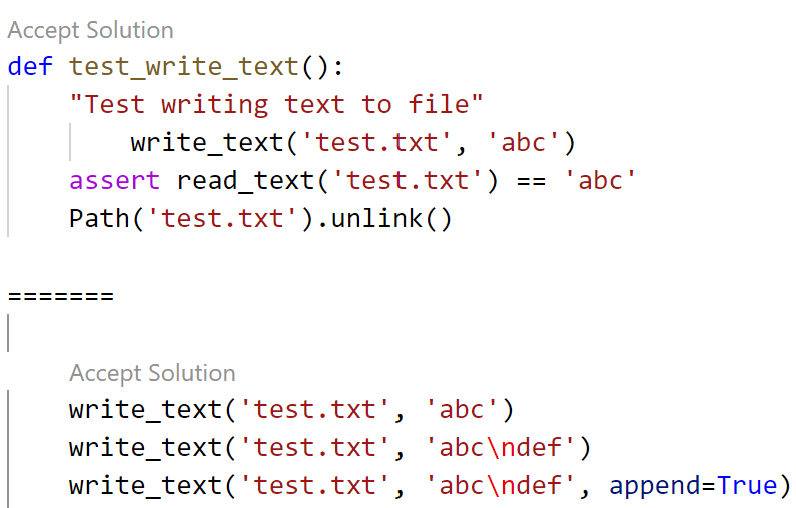 Accept Solution
def test_write_text():
    "Test writing text to file"
        write_text('test.txt', 'abc')
    assert read_text('test.txt') == 'abc'
    Path('test.txt').unlink()
=======
    Accept Solution
    write_text('test.txt', 'abc')
    write_text('test.txt', 'abc\ndef')
    write_text('test.txt', 'abc\ndef', append=True)